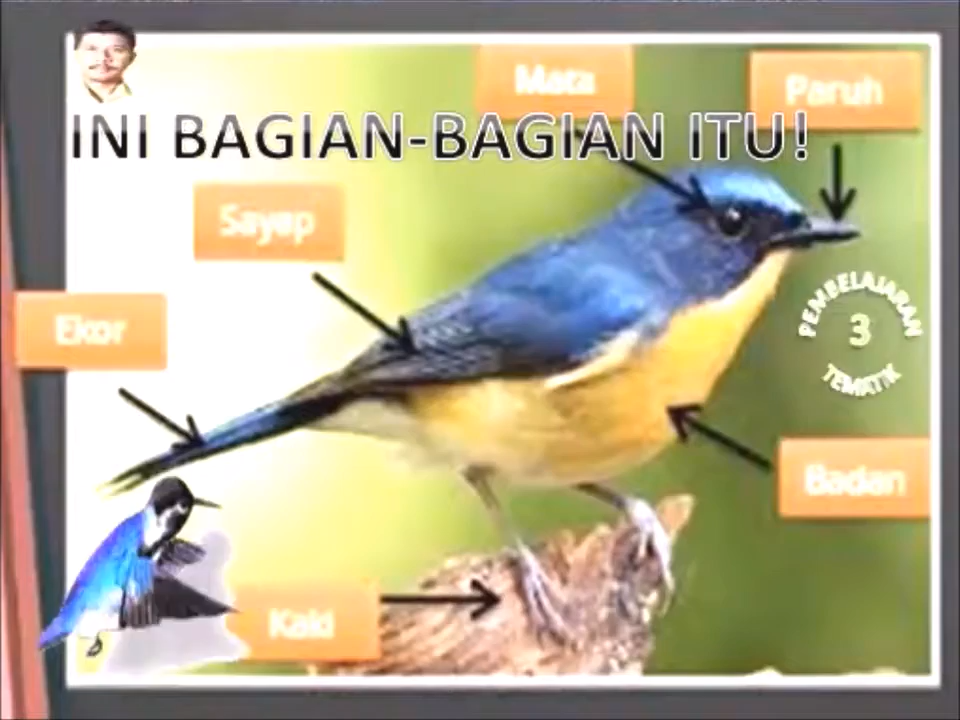 Mata
Paruh
INI BAGIAN-BAGIAN ITU!
Sayap
Ekor
PEMBELAJARAN
3
TEMATIK
Badan
Kaki